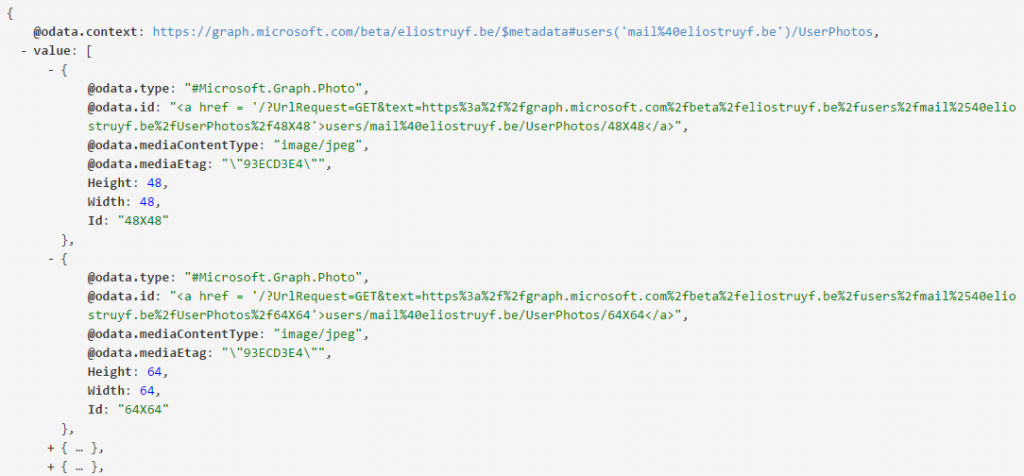 {
@odata.context: https://graph.microsoft.com/beta/eliostruyf.be/$metadata#users('mail%40eliostruyf.be')/UserPhotos,
- value: [
- {
@odata.type: "#Microsoft.Graph.Photo",
@odata.id: "<a href = '/?UrlRequest=GET&text=https%3a%2f%2fgraph.microsoft.com%2fbeta%2feliostruyf.be%2fusers%2fmail%2540elio
struyf.be%2fUserPhotos%2f48X48'>users/mail%40eliostruyf.be/UserPhotos/48X48</a>",
@odata.mediaContentType: "image/jpeg",
@odata.mediaEtag: "\"93ECD3E4\"",
Height: 48,
Width: 48,
Id: "48X48"
},
- {
@odata.type: "#Microsoft.Graph.Photo",
@odata.id: "<a href = '/?UrlRequest=GET&text=https%3a%2f%2fgraph.microsoft.com%2fbeta%2feliostruyf.be%2fusers%2fmail%2540elio
struyf.be%2fUserPhotos%2f64X64'>users/mail%40eliostruyf.be/UserPhotos/64X64</a>",
@odata.mediaContentType: "image/jpeg",
@odata.mediaEtag: "\"93ECD3E4\"",
Height: 64,
Width: 64,
Id: "64X64"
},
+ { … },
+ { … },